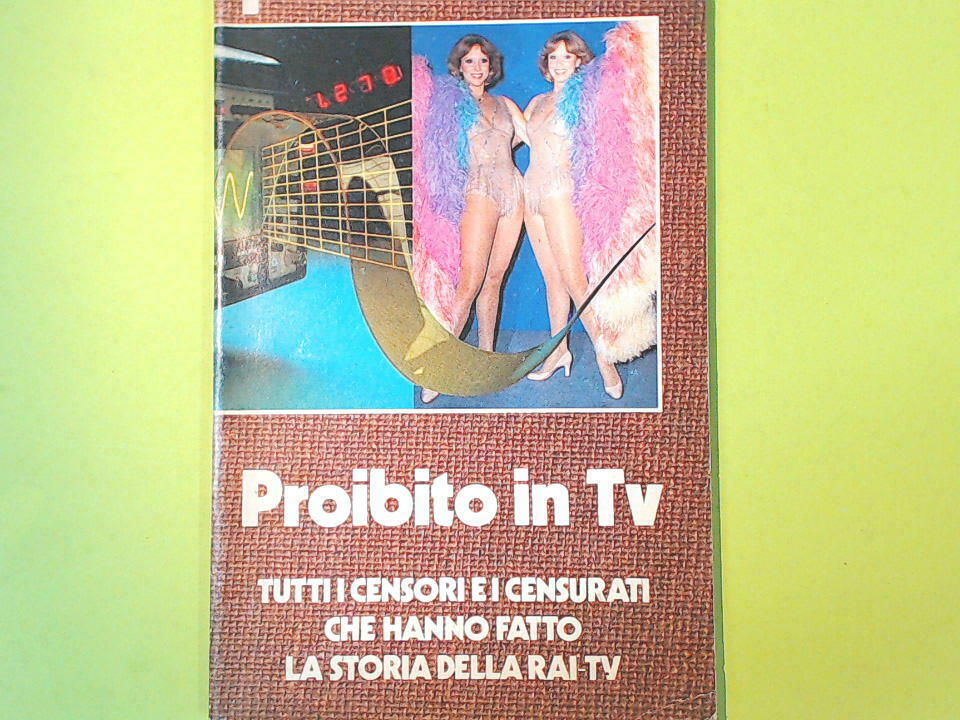 Proibito in Tv
TUTTI I CENSORI E I CENSURATI
CHE HANNO FATTO
LA STORIA DELLA RAI-TV